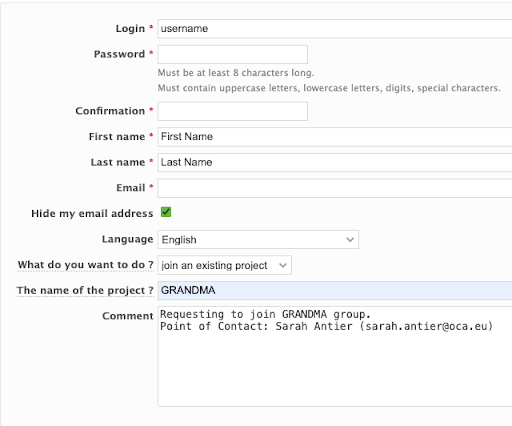 Login * username
Password *
Must be at least 8 characters long.
Must contain uppercase letters, lowercase letters, digits, special characters.
Confirmation *
First name * First Name
Last name * Last Name
Email *
Hide my email address
Language English
What do you want to do ? join an existing project
The name of the project ? GRANDMA
Comment Requesting to join GRANDMA group.
Point of Contact: Sarah Antier (sarah.antier@oca.eu)